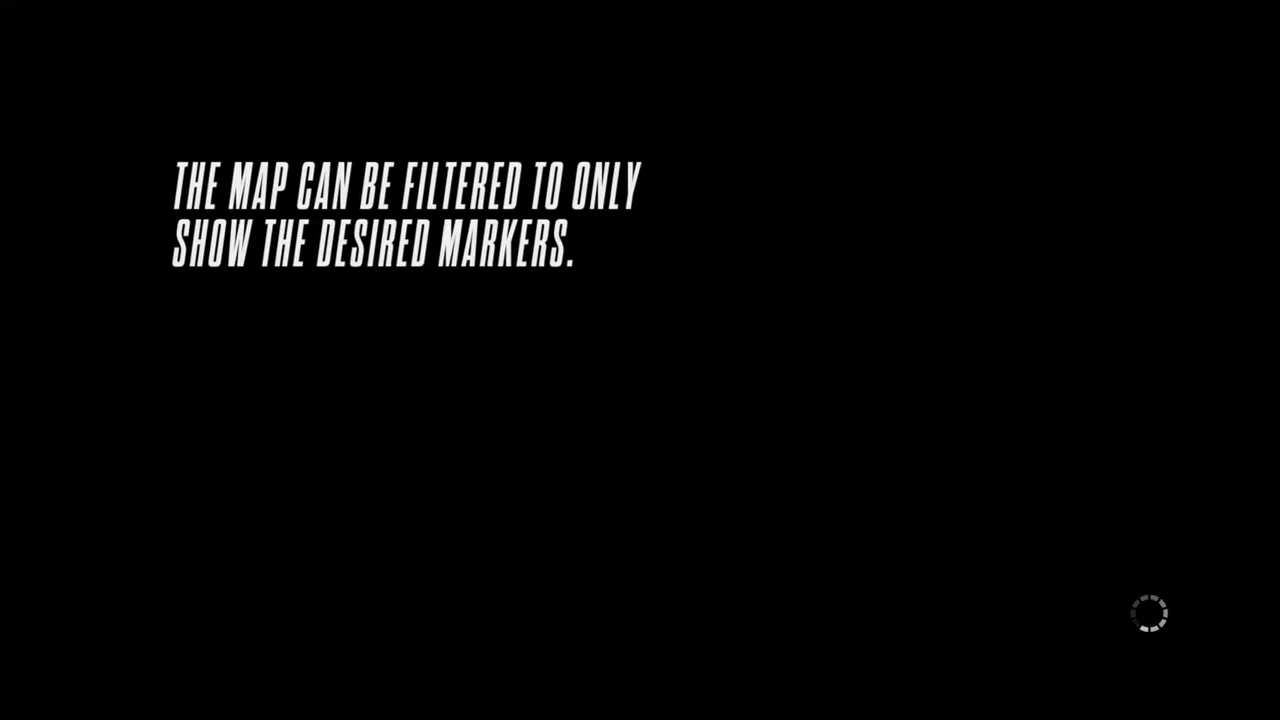 THE MAP CAN BE FILTERED TO ONLY
SHOW THE DESIRED MARKERS.